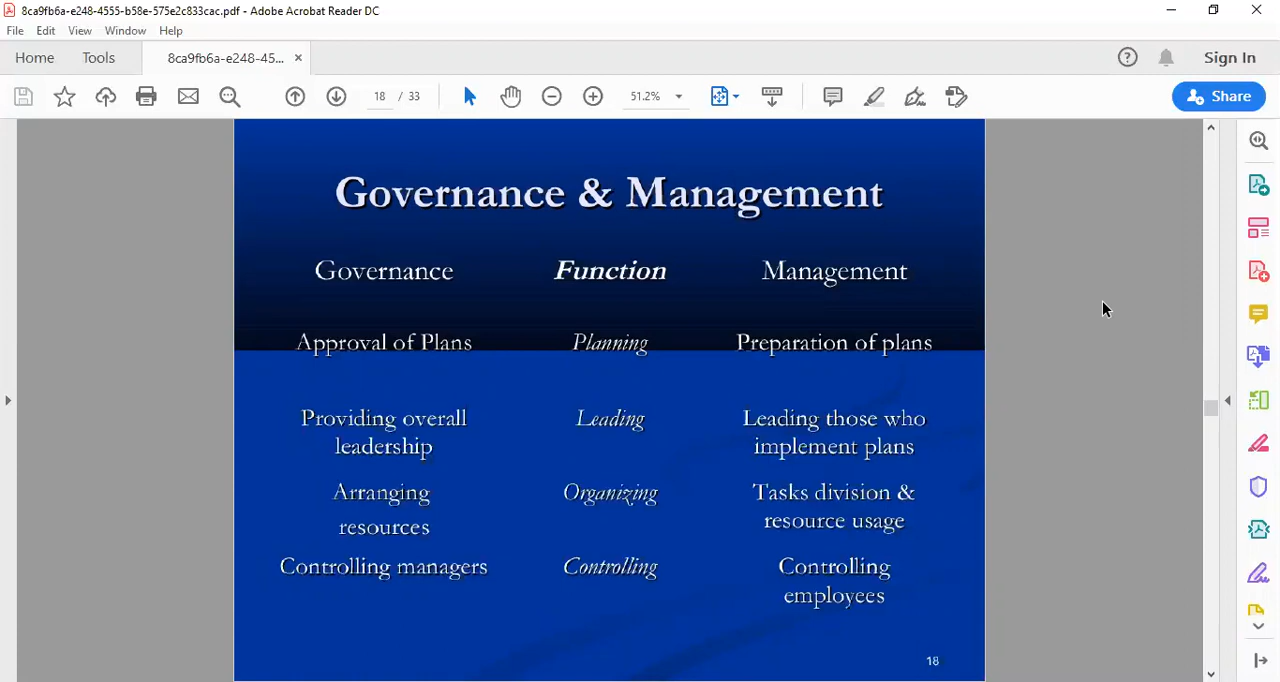 8ca9fb6a-e248-4555-b58e-575e2c833cac.pdf - Adobe Acrobat Reader DC
File Edit View Window Help
Home Tools 8ca9fb6a-e248-45... Sign In
18 / 33 51.2% Share
Governance & Management
Governance Function Management
Approval of Plans Planning Preparation of plans
Providing overall Leading Leading those who
leadership implement plans
Arranging Organizing Tasks division &
resources resource usage
Controlling managers Controlling Controlling
employees
18